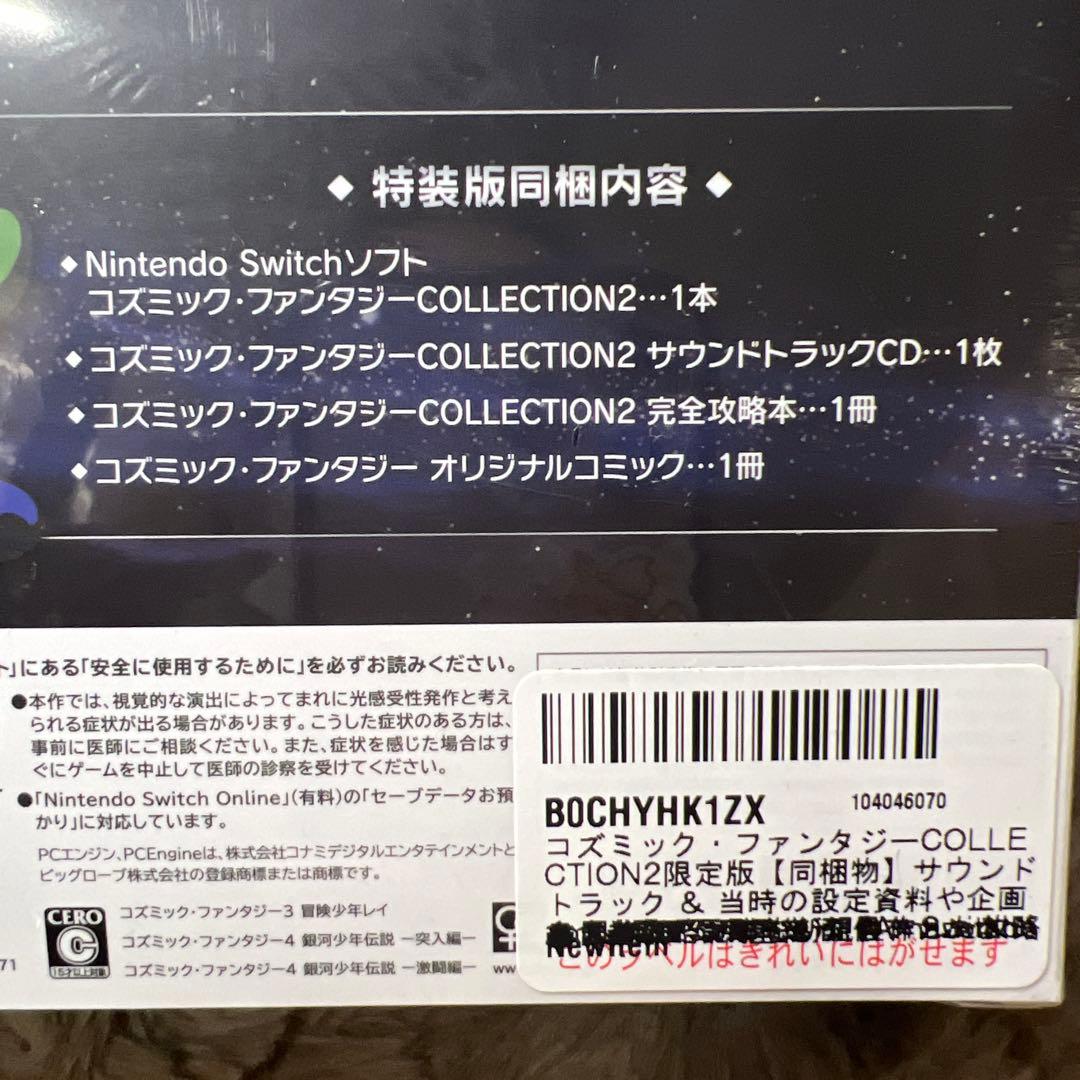 ◆ 特装版同梱内容 ◆
◆Nintendo Switchソフト
コズミック・ファンタジーCOLLECTION2…1本
◆コズミック・ファンタジーCOLLECTION2 サウンドトラックCD…1枚
◆コズミック・ファンタジーCOLLECTION2 完全攻略本…1冊
◆コズミック・ファンタジー オリジナルコミック…1冊
ト」にある「安全に使用するために」を必ずお読みください。
●本作では、視覚的な演出によってまれに光感受性発作と考え
られる症状が出る場合があります。こうした症状のある方は、
事前に医師にご相談ください。また、症状を感じた場合はす
ぐにゲームを中止して医師の診察を受けてください。
●「Nintendo Switch Online」(有料)の「セーブデータお預
かり」に対応しています。
PCエンジン、PCEngineは、株式会社コナミデジタルエンタテインメントと
ビッグローブ株式会社の登録商標または商標です。
CERO
C
15才以上対象
コズミック・ファンタジー3 冒険少年レイ
コズミック・ファンタジー4 銀河少年伝説 ー突入編ー
コズミック・ファンタジー4 銀河少年伝説 ー激闘編ー
71
ww
B0CHYHK1ZX 104046070
コズミック・ファンタジーCOLLE
CTION2限定版【同梱物】サウンド
トラック & 当時の設定資料や企画
略
New
このラベルはきれいにはがせます